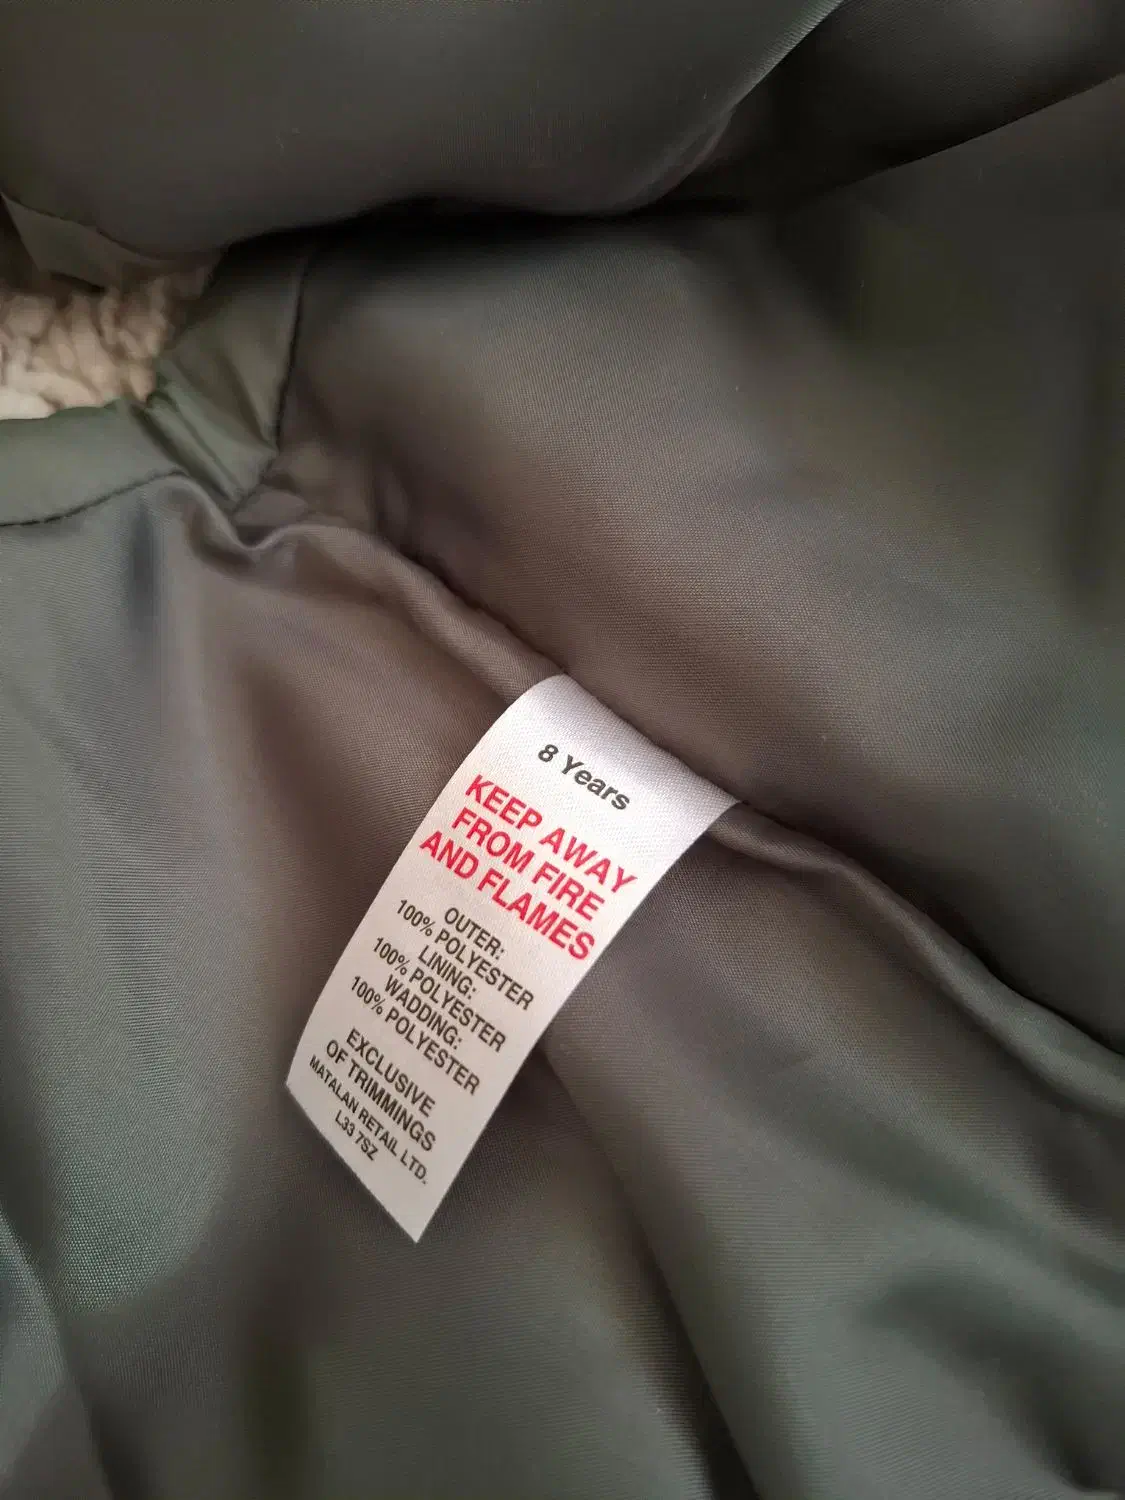 8 Years
KEEP AWAY
FROM FIRE
AND FLAMES
OUTER:
100% POLYESTER
LINING:
100% POLYESTER
WADDING:
100% POLYESTER
EXCLUSIVE
OF TRIMMINGS
MATALAN RETAIL LTD.
L33 7SZ